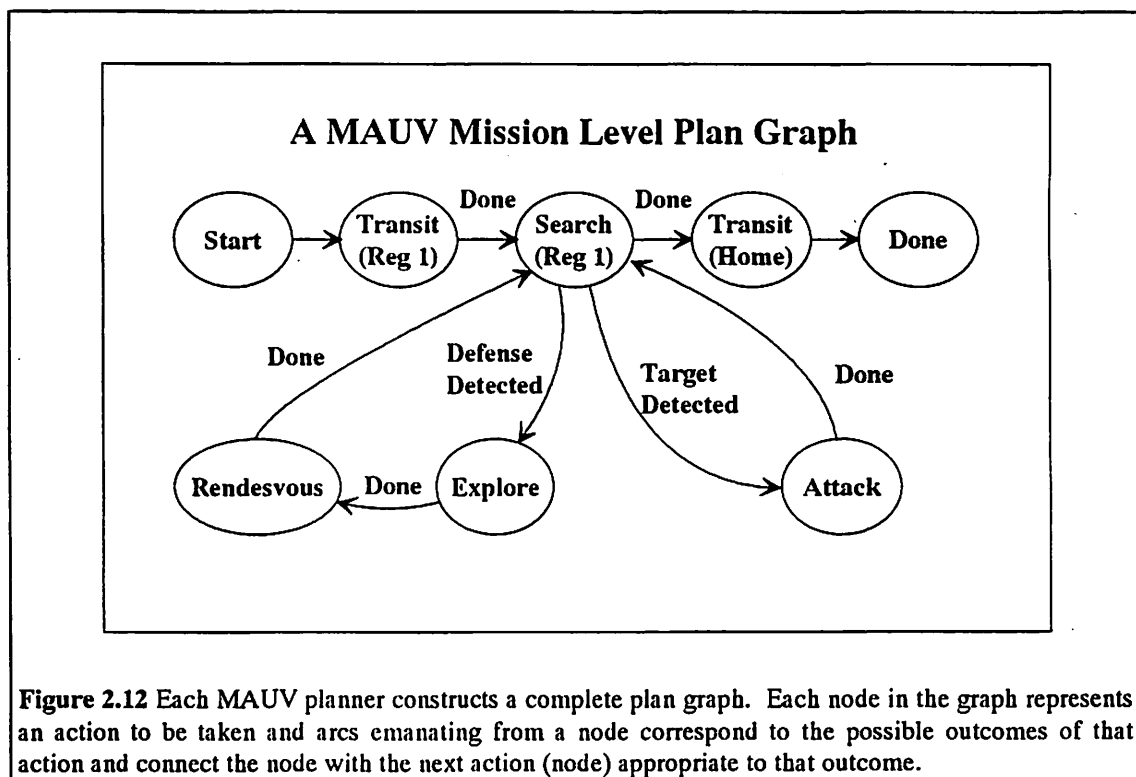 A MAUV Mission Level Plan Graph
Done
Done
Start
Transit
(Reg 1)
Search
(Reg 1)
Transit
(Home)
Done
Done
Defense
Detected
Target
Detected
Done
Rendesvous
Done
Explore
Attack
Figure 2.12 Each MAUV planner constructs a complete plan graph. Each node in the graph represents
an action to be taken and arcs emanating from a node correspond to the possible outcomes of that
action and connect the node with the next action (node) appropriate to that outcome.